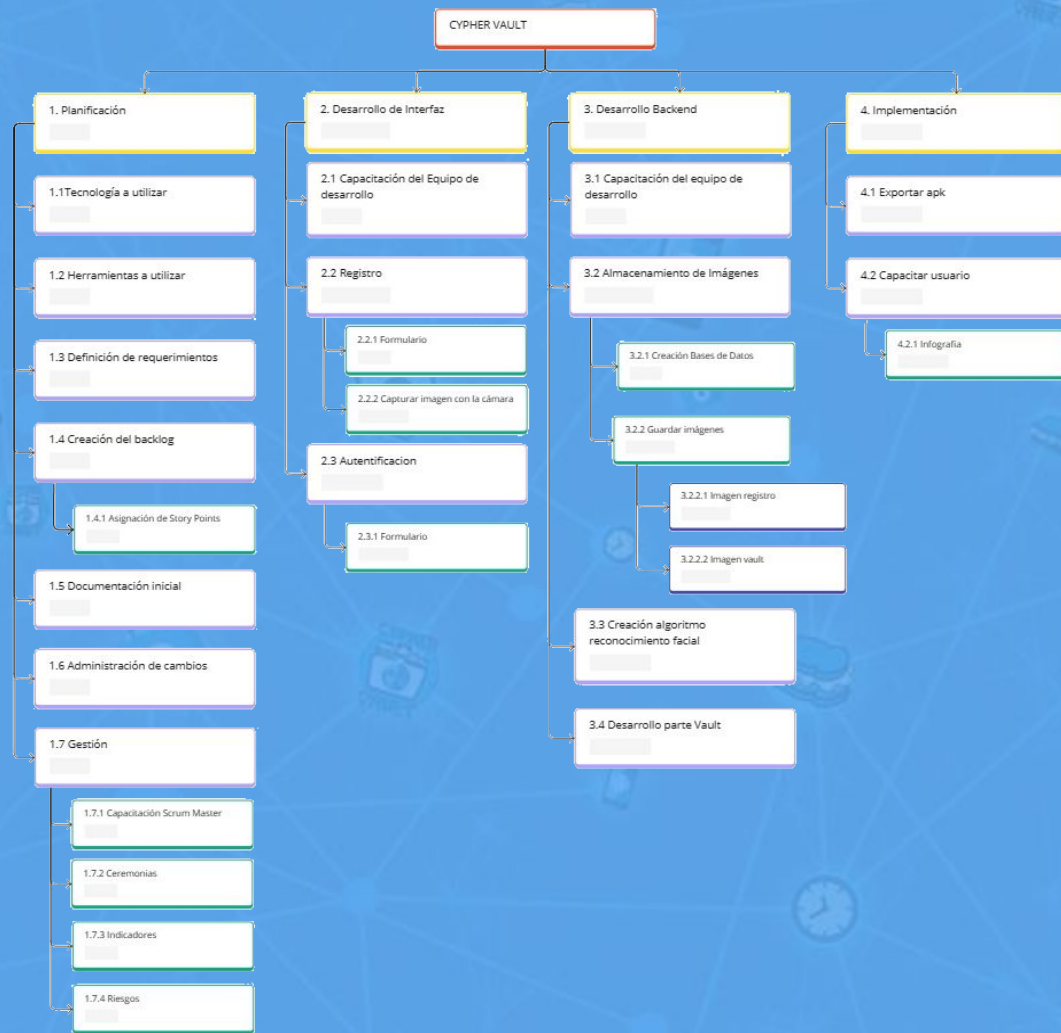 CYPHER VAULT
1. Planificación
1.1Tecnología a utilizar
1.2 Herramientas a utilizar
1.3 Definición de requerimientos
1.4 Creación del backlog
1.4.1 Asignación de Story Points
1.5 Documentación inicial
1.6 Administración de cambios
1.7 Gestión
1.7.1 Capacitación Scrum Master
1.7.2 Ceremonias
1.7.3 Indicadores
1.7.4 Riesgos
2. Desarrollo de Interfaz
2.1 Capacitación del Equipo de
desarrollo
2.2 Registro
2.2.1 Formulario
2.2.2 Capturar imagen con la cámara
2.3 Autentificacion
2.3.1 Formulario
3. Desarrollo Backend
3.1 Capacitación del equipo de
desarrollo
3.2 Almacenamiento de Imágenes
3.2.1 Creación Bases de Datos
3.2.2 Guardar imágenes
3.2.2.1 Imagen registro
3.2.2.2 Imagen vault
3.3 Creación algoritmo
reconocimiento facial
3.4 Desarrollo parte Vault
4. Implementación
4.1 Exportar apk
4.2 Capacitar usuario
4.2.1 Infografía